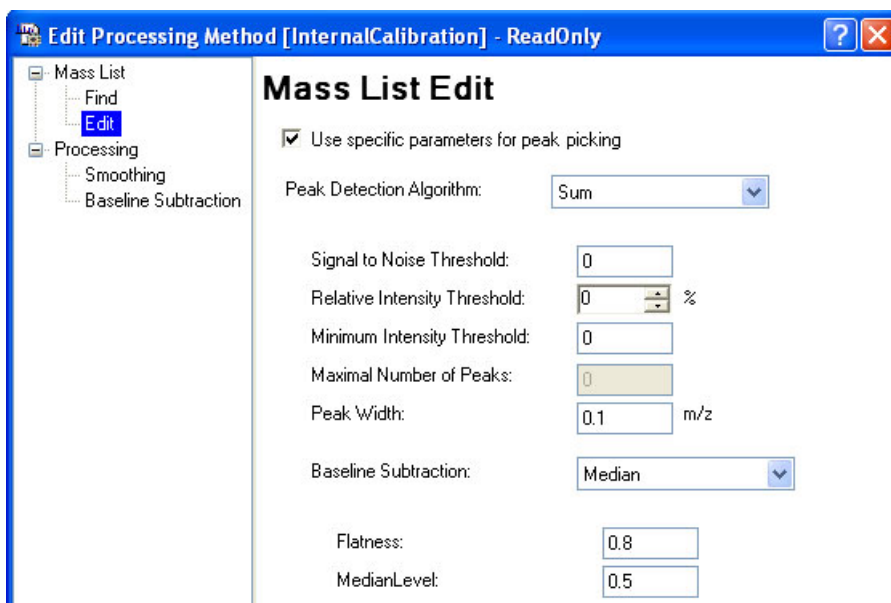 Edit Processing Method [InternalCalibration] - ReadOnly
Mass List
Find
Edit
Processing
Smoothing
Baseline Subtraction
Mass List Edit
Use specific parameters for peak picking
Peak Detection Algorithm: Sum
Signal to Noise Threshold: 0
Relative Intensity Threshold: 0 %
Minimum Intensity Threshold: 0
Maximal Number of Peaks: 0
Peak Width: 0.1 m/z
Baseline Subtraction: Median
Flatness: 0.8
MedianLevel: 0.5